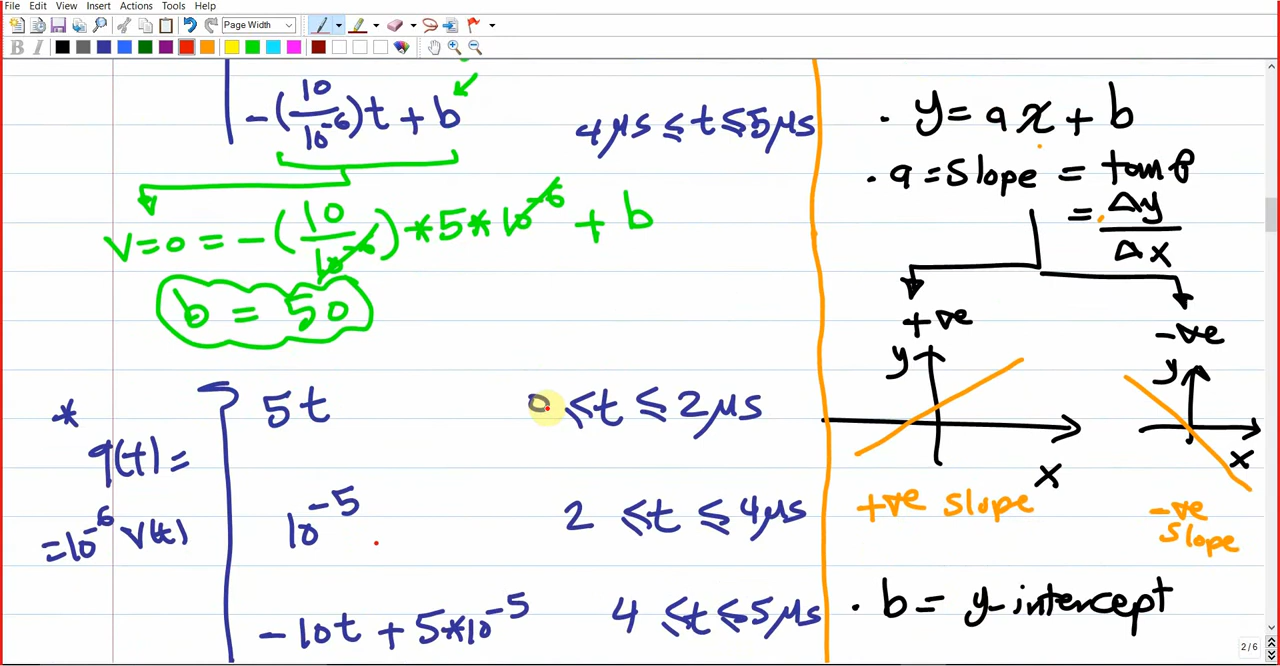 File Edit View Insert Actions Tools Help
Page Width
B I
-(10/10^-6)t + b
4μs ≤ t ≤ 5μs
V=0 = -(10/10^-6)*5*10^-6 + b
b = 50
*
q(t) =
= 10^-6 V(t)
5t
0 ≤ t ≤ 2μs
10^-5
2 ≤ t ≤ 4μs
-10t + 5*10^-5
4 ≤ t ≤ 5μs
. y = ax + b
. a = Slope = tan θ
= Δy/Δx
+ve
-ve
y
x
y
x
+ve slope
-ve
slope
. b = y-intercept
2/6